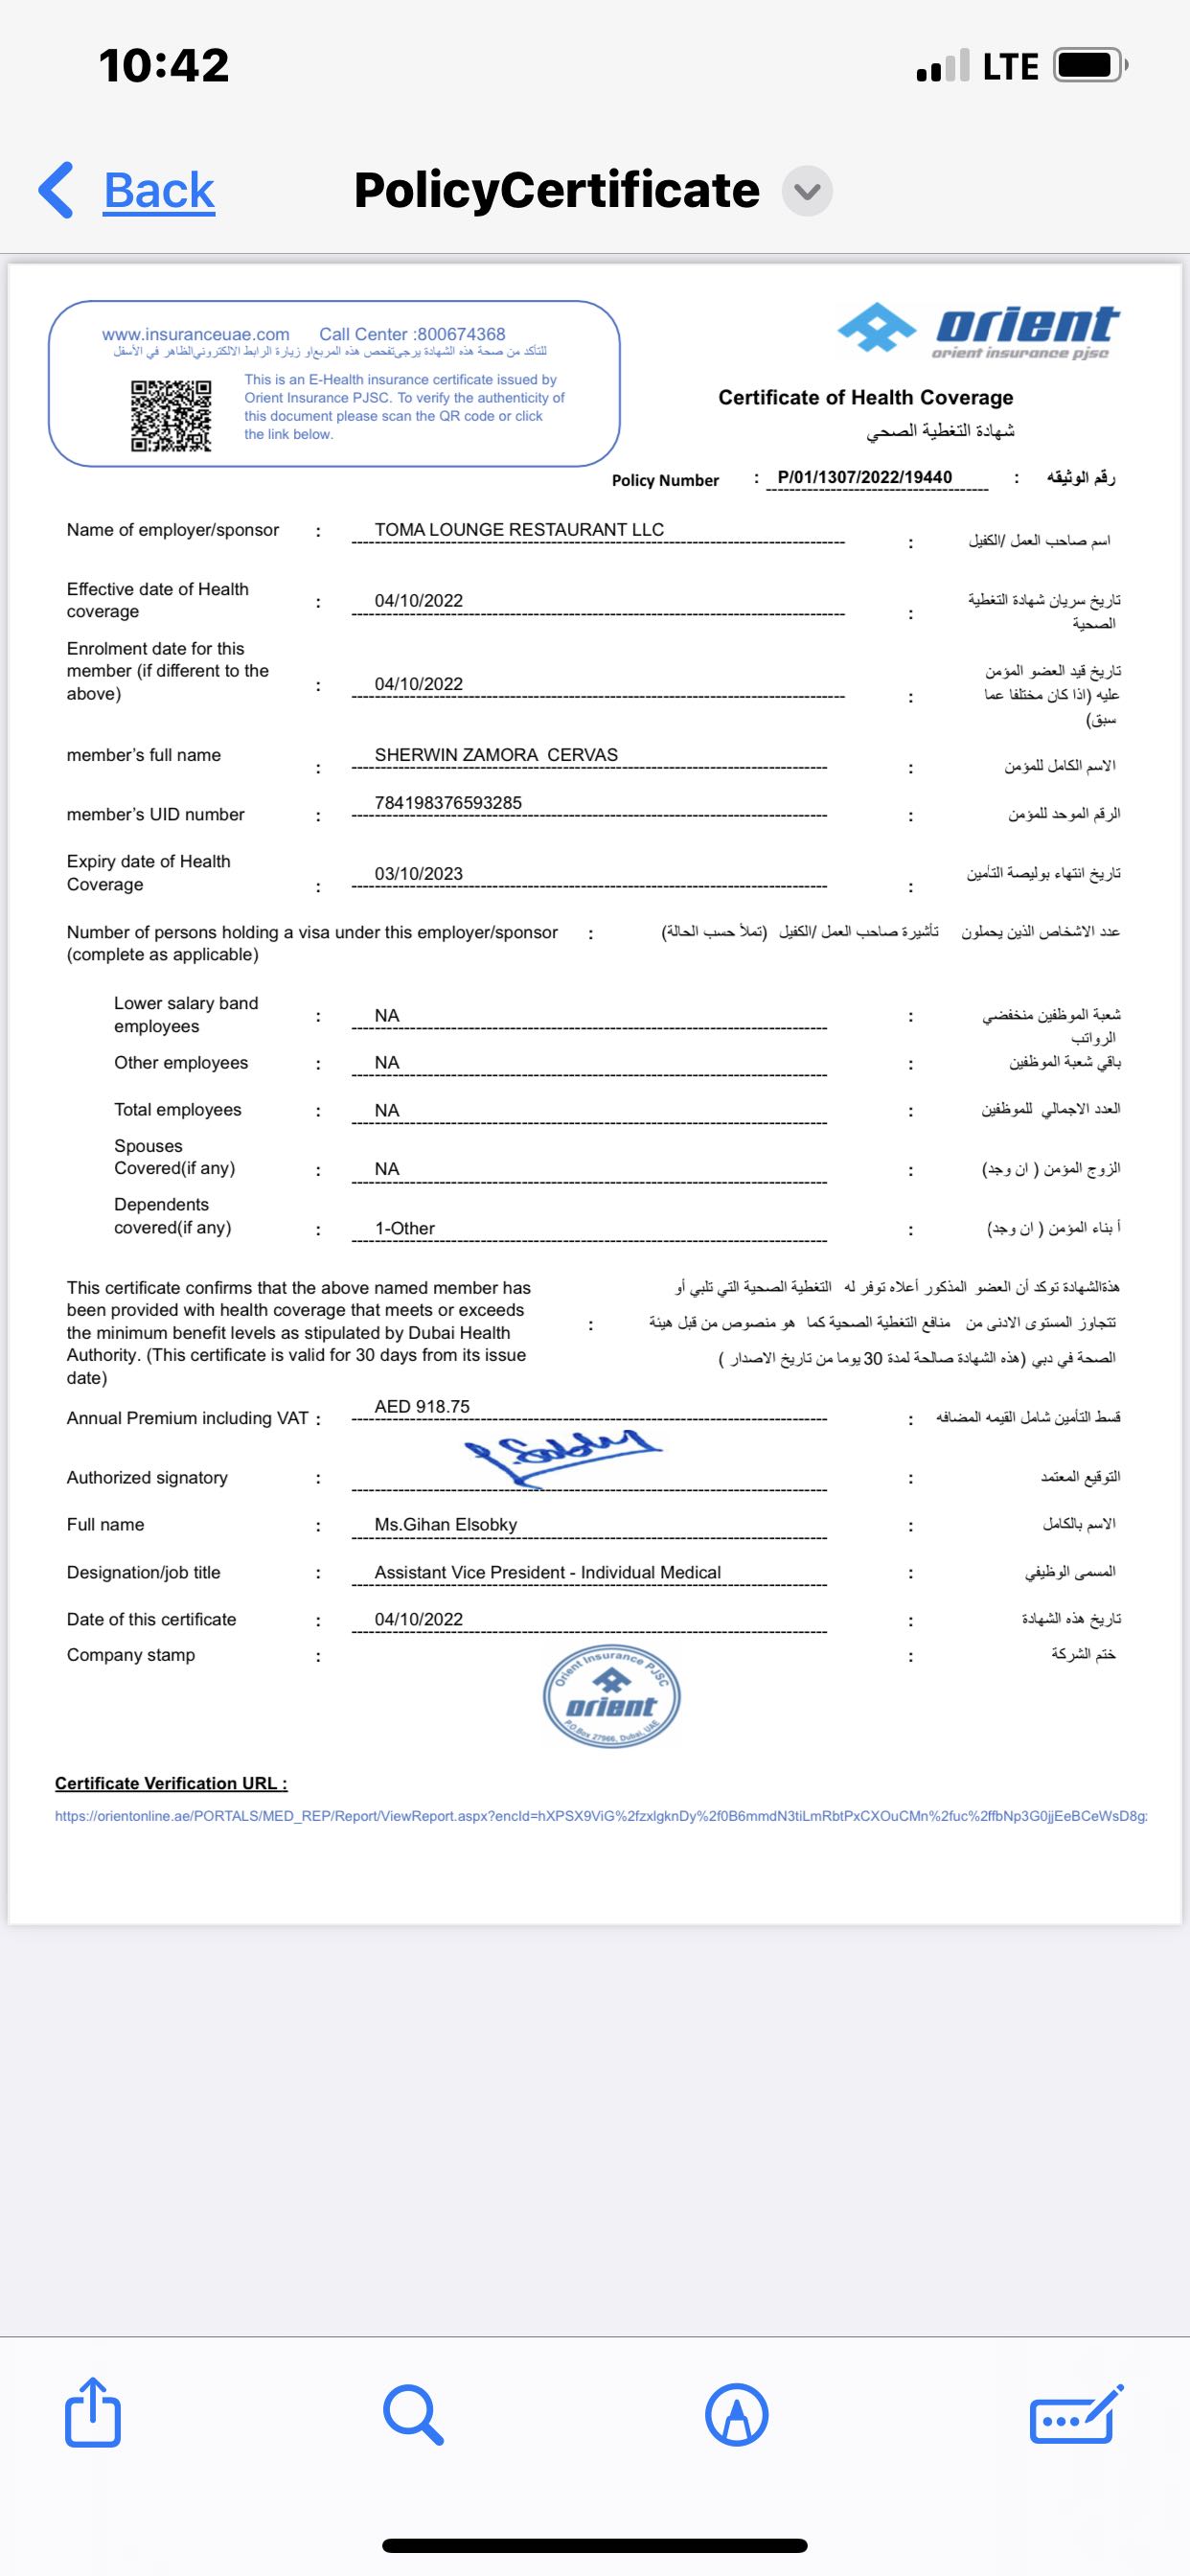 10:42
LTE
Back
PolicyCertificate
www.insuranceuae.com Call Center :800674368
للتأكد من صحة هذه الشهادة يرجى تفحص هذه المربع او زيارة الرابط الالكتروني الظاهر في الأسفل
This is an E-Health insurance certificate issued by
Orient Insurance PJSC. To verify the authenticity of
this document please scan the QR code or click
the link below.
orient
orient insurance pjsc
Certificate of Health Coverage
شهادة التغطية الصحي
Policy Number : P/01/1307/2022/19440 : رقم الوثيقه
Name of employer/sponsor : TOMA LOUNGE RESTAURANT LLC : اسم صاحب العمل /الكفيل
Effective date of Health
coverage : 04/10/2022 : تاريخ سريان شهادة التغطية
الصحية
Enrolment date for this
member (if different to the
above) : 04/10/2022 : تاريخ قيد العضو المؤمن
عليه (اذا كان مختلفا عما
سبق)
member's full name : SHERWIN ZAMORA CERVAS : الاسم الكامل للمؤمن
member's UID number : 784198376593285 : الرقم الموحد للمؤمن
Expiry date of Health
Coverage : 03/10/2023 : تاريخ انتهاء بوليصة التأمين
Number of persons holding a visa under this employer/sponsor : عدد الاشخاص الذين يحملون تأشيرة صاحب العمل /الكفيل (تملأ حسب الحالة)
(complete as applicable)
Lower salary band
employees : NA : شعبة الموظفين منخفضي
الرواتب
Other employees : NA : باقي شعبة الموظفين
Total employees : NA : العدد الاجمالي للموظفين
Spouses
Covered(if any) : NA : الزوج المؤمن ( ان وجد)
Dependents
covered(if any) : 1-Other : أ بناء المؤمن ( ان وجد)
This certificate confirms that the above named member has
been provided with health coverage that meets or exceeds
the minimum benefit levels as stipulated by Dubai Health
Authority. (This certificate is valid for 30 days from its issue
date)
:
هذةالشهادة توكد أن العضو المذكور أعلاه توفر له التغطية الصحية التي تلبي أو
تتجاوز المستوى الادنى من منافع التغطية الصحية كما هو منصوص من قبل هيئة
الصحة في دبي (هذه الشهادة صالحة لمدة 30 يوما من تاريخ الاصدار )
Annual Premium including VAT : AED 918.75 : قسط التأمين شامل القيمه المضافه
Authorized signatory : : التوقيع المعتمد
Full name : Ms.Gihan Elsobky : الاسم بالكامل
Designation/job title : Assistant Vice President - Individual Medical : المسمى الوظيفي
Date of this certificate : 04/10/2022 : تاريخ هذه الشهادة
Company stamp : : ختم الشركة
Orient Insurance PJSC
orient
P.O.Box 27966, Dubai, UAE
Certificate Verification URL :
https://orientonline.ae/PORTALS/MED_REP/Report/ViewReport.aspx?encId=hXPSX9ViG%2fzxlgknDy%2f0B6mmdN3tiLmRbtPxCXOuCMn%2fuc%2ffbNp3G0jjEeBCeWsD8g